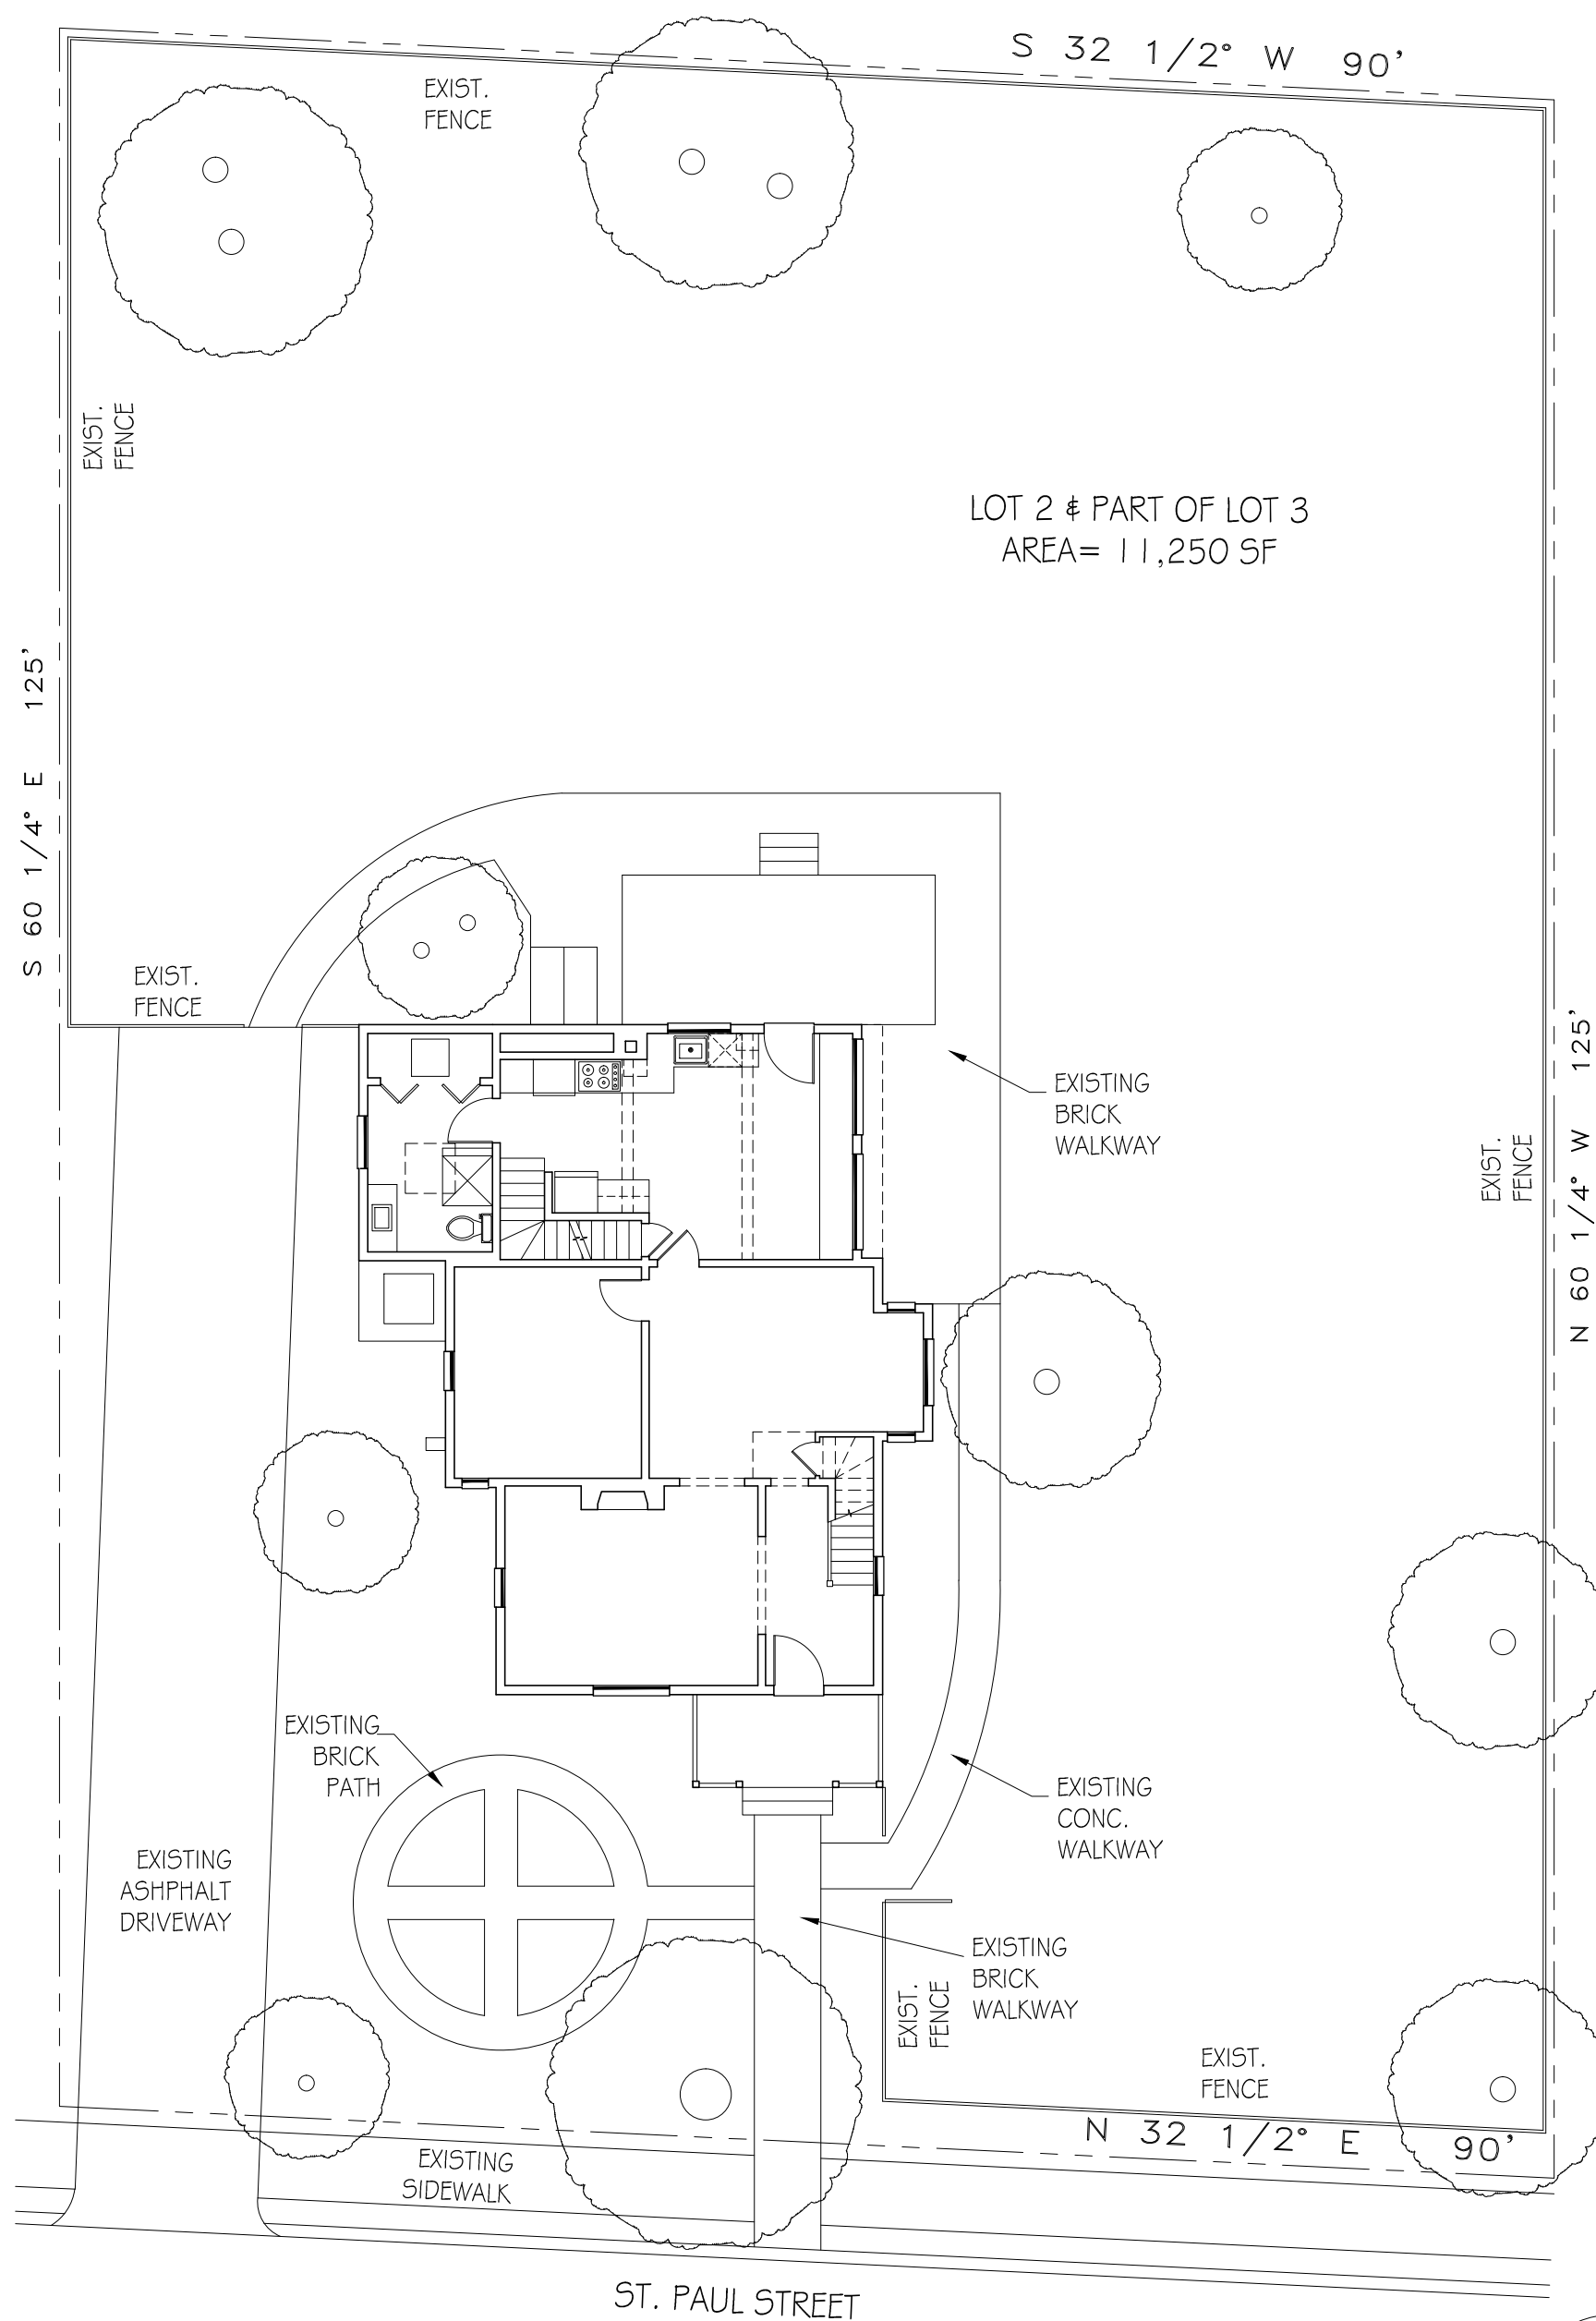 S 32 1/2° W 90'
EXIST.
FENCE
EXIST.
FENCE
LOT 2 & PART OF LOT 3
AREA= 11,250 SF
S 60 1/4° E 125'
EXIST.
FENCE
EXISTING
BRICK
WALKWAY
EXIST.
FENCE
N 60 1/4° W 125'
EXISTING
BRICK
PATH
EXISTING
CONC.
WALKWAY
EXISTING
ASHPHALT
DRIVEWAY
EXISTING
BRICK
WALKWAY
EXIST.
FENCE
EXIST.
FENCE
N 32 1/2° E 90'
EXISTING
SIDEWALK
ST. PAUL STREET